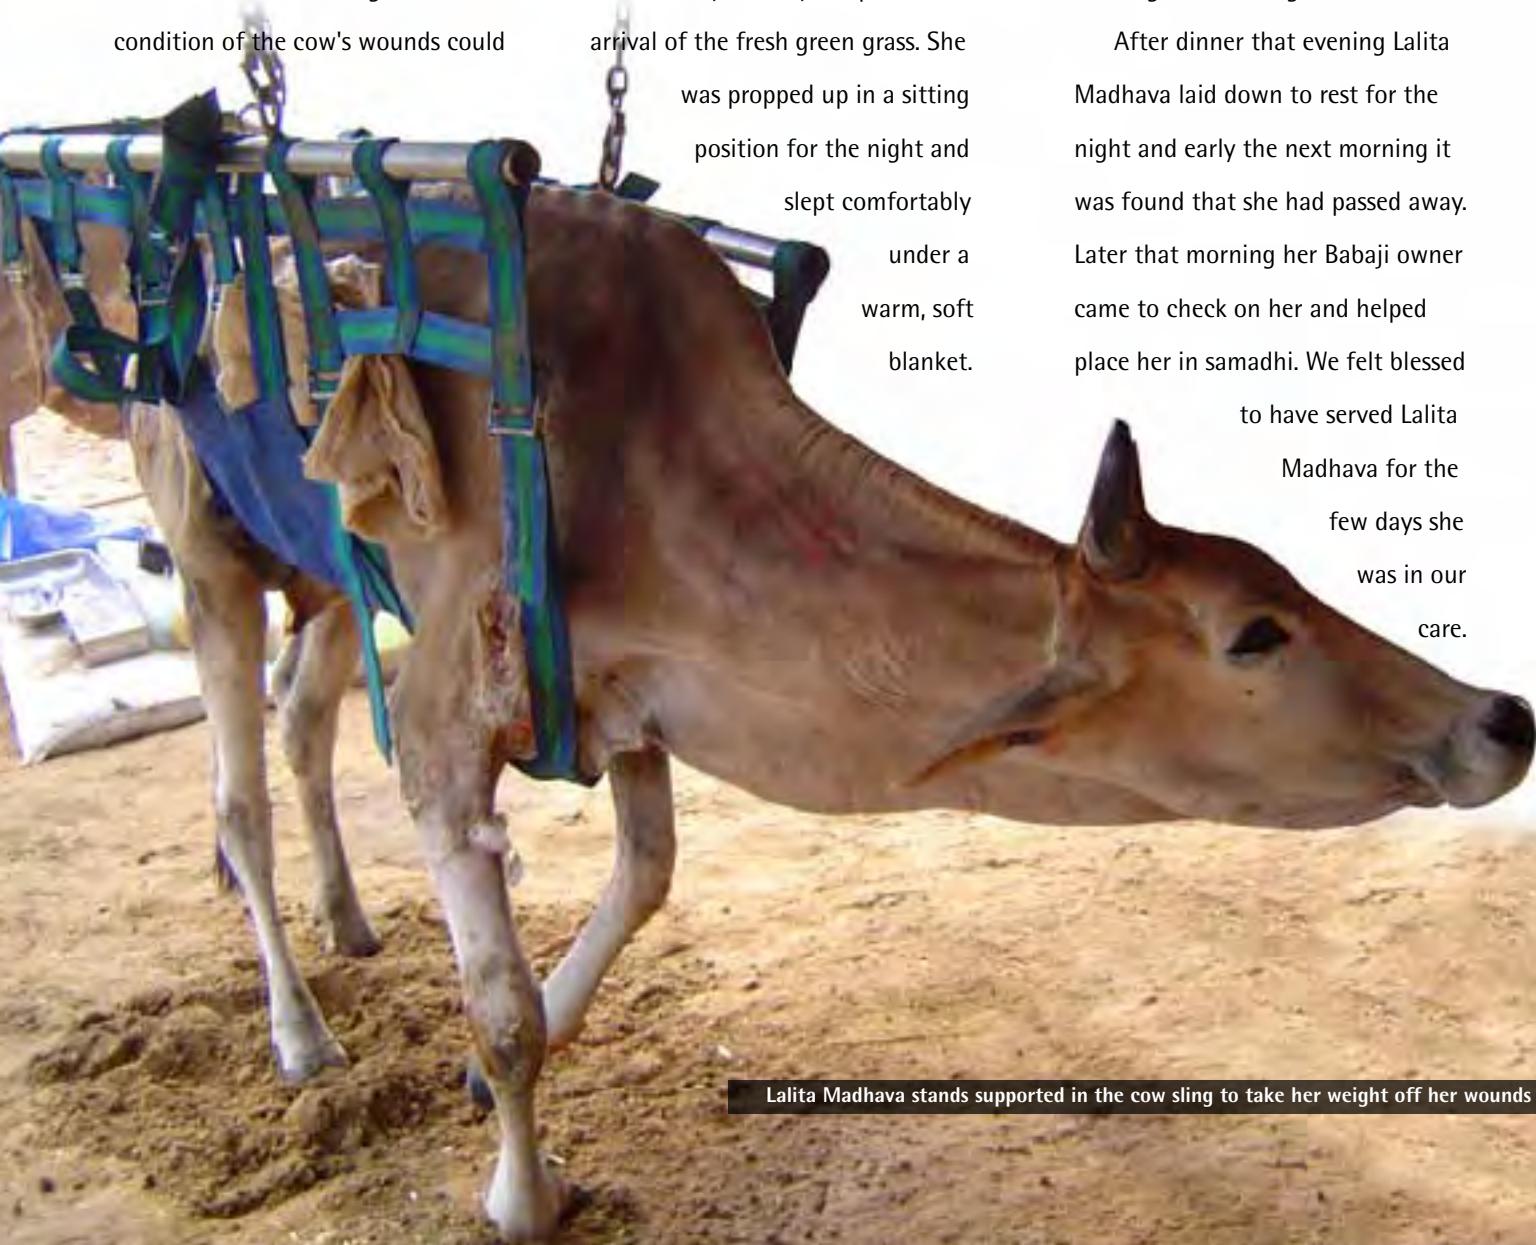 condition of the cow's wounds could
arrival of the fresh green grass. She
was propped up in a sitting
position for the night and
slept comfortably
under a
warm, soft
blanket.
After dinner that evening Lalita
Madhava laid down to rest for the
night and early the next morning it
was found that she had passed away.
Later that morning her Babaji owner
came to check on her and helped
place her in samadhi. We felt blessed
to have served Lalita
Madhava for the
few days she
was in our
care.
Lalita Madhava stands supported in the cow sling to take her weight off her wounds